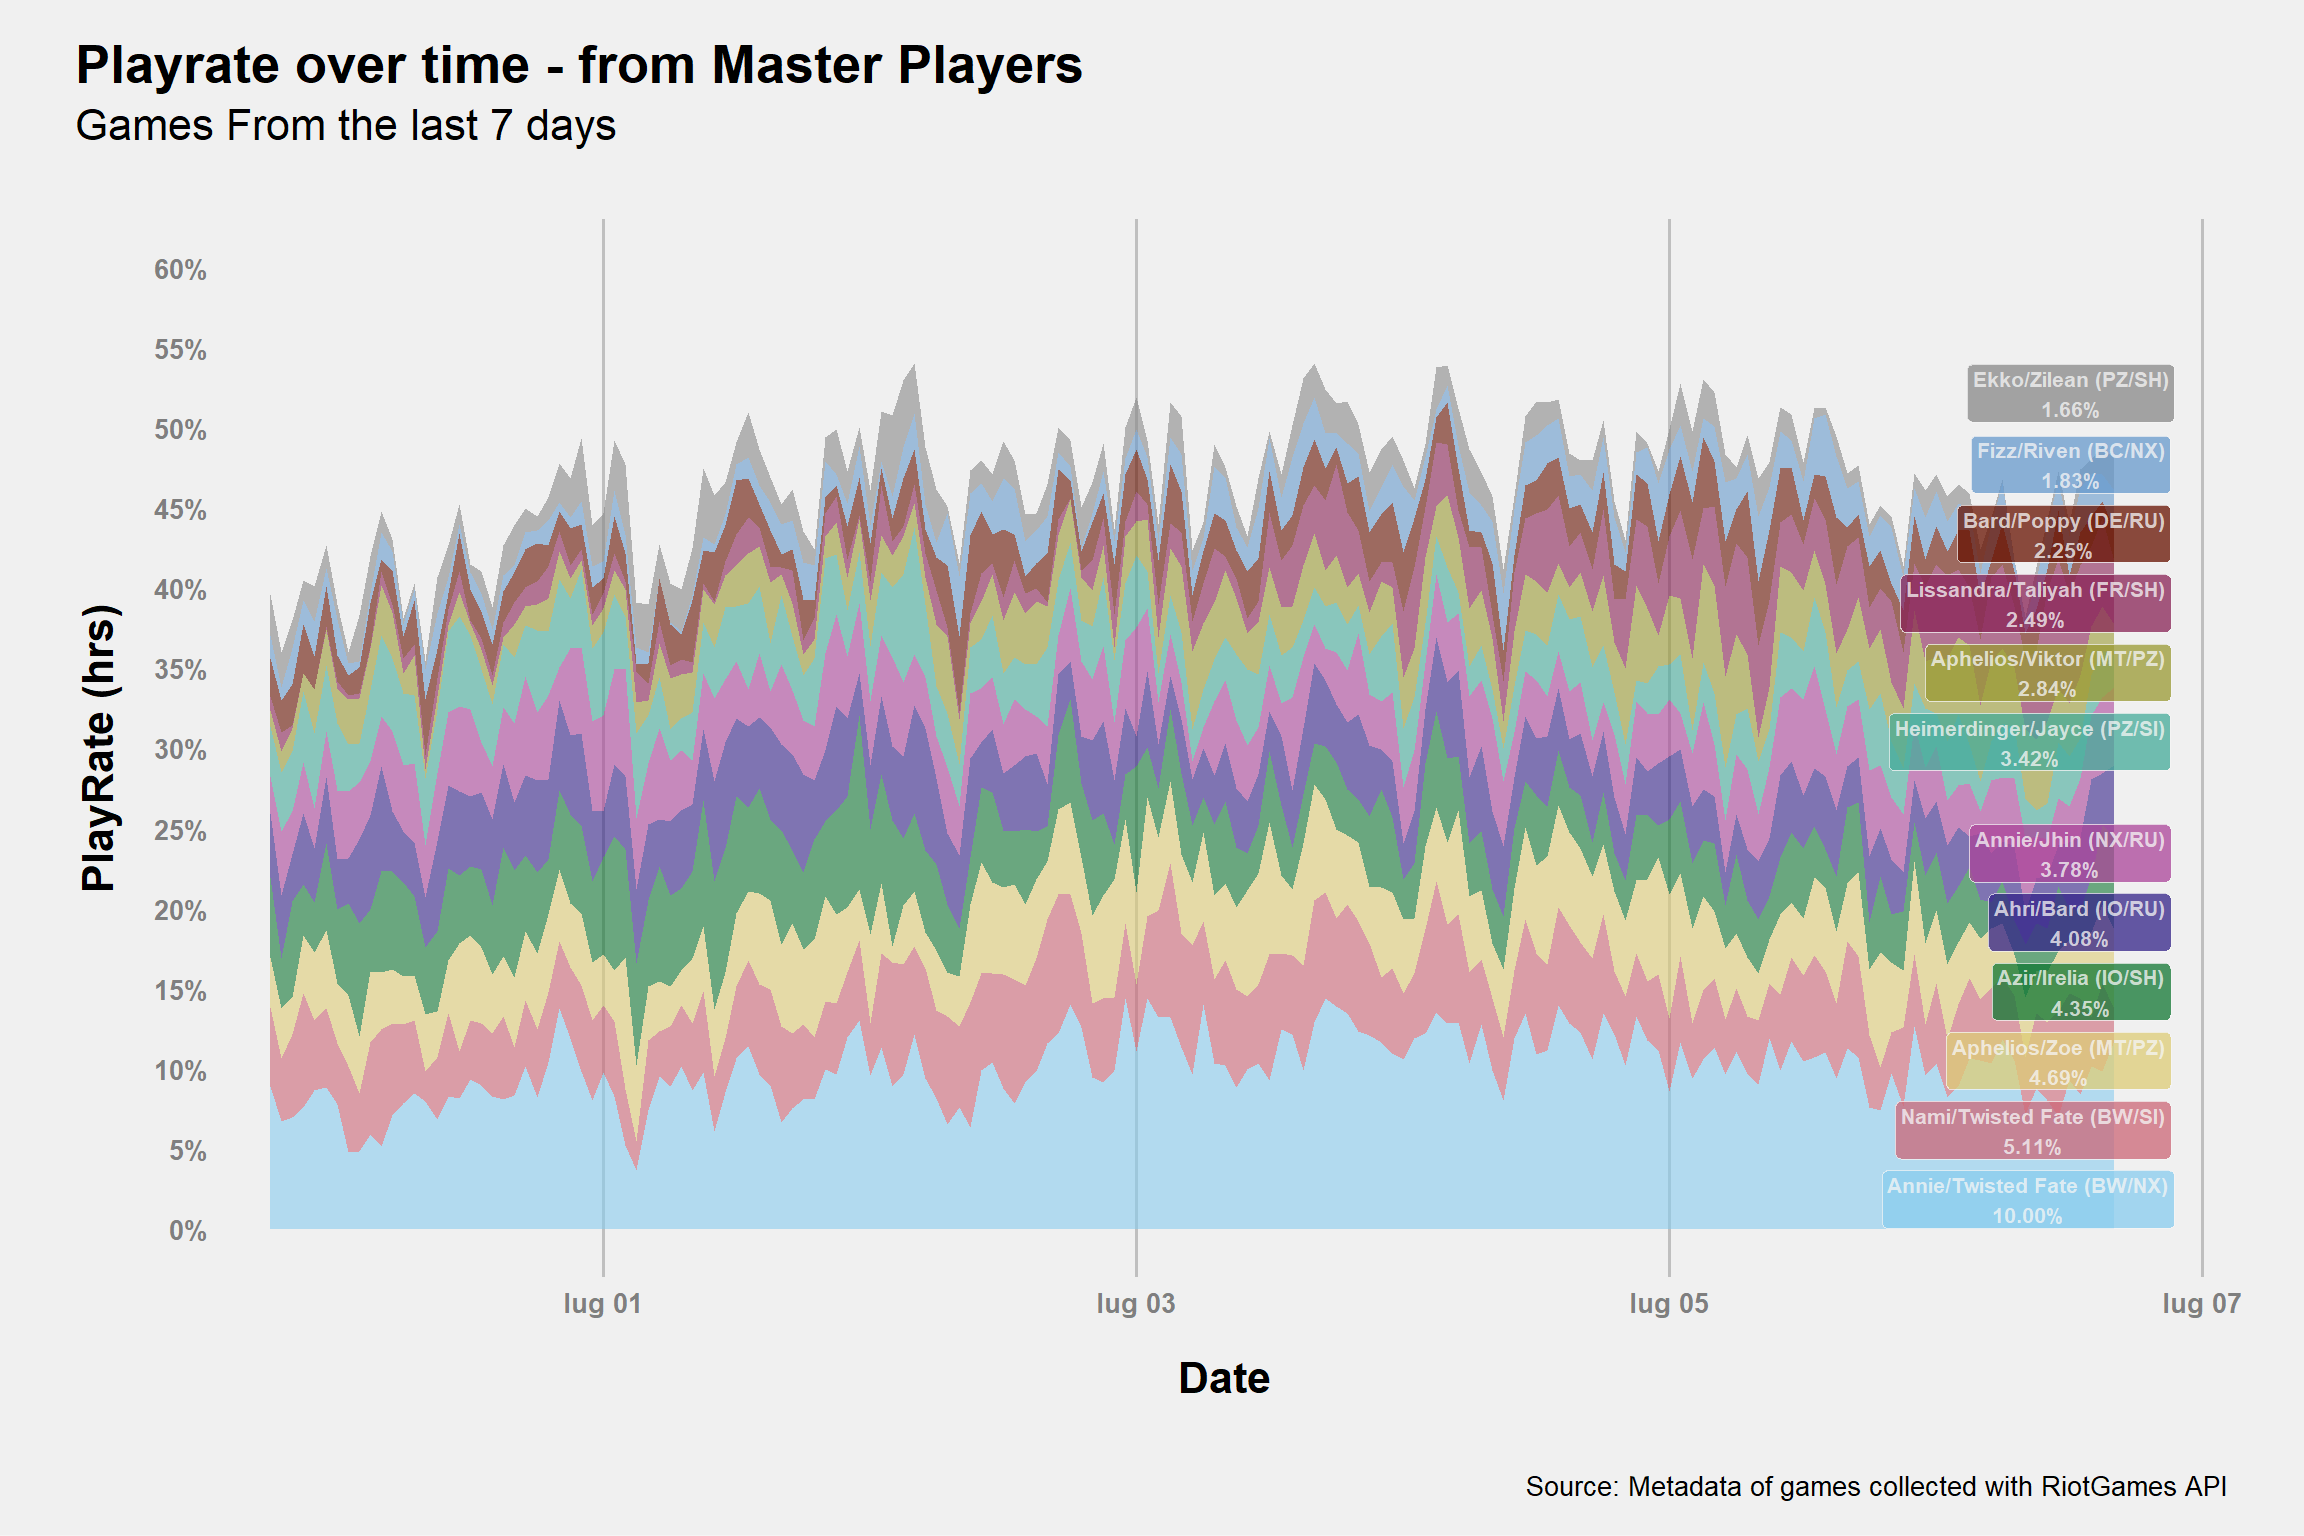 Playrate over time - from Master Players
Games From the last 7 days
PlayRate (hrs)
60%
55%
50%
45%
40%
35%
30%
25%
20%
15%
10%
5%
0%
Ekko/Zilean (PZ/SH)
1.66%
Fizz/Riven (BC/NX)
1.83%
Bard/Poppy (DE/RU)
2.25%
Lissandra/Taliyah (FR/SH)
2.49%
Aphelios/Viktor (MT/PZ)
2.84%
Heimerdinger/Jayce (PZ/SI)
3.42%
Annie/Jhin (NX/RU)
3.78%
Ahri/Bard (IO/RU)
4.08%
Azir/Irelia (IO/SH)
4.35%
Aphelios/Zoe (MT/PZ)
4.69%
Nami/Twisted Fate (BW/SI)
5.11%
Annie/Twisted Fate (BW/NX)
10.00%
lug 01
lug 03
lug 05
lug 07
Date
Source: Metadata of games collected with RiotGames API